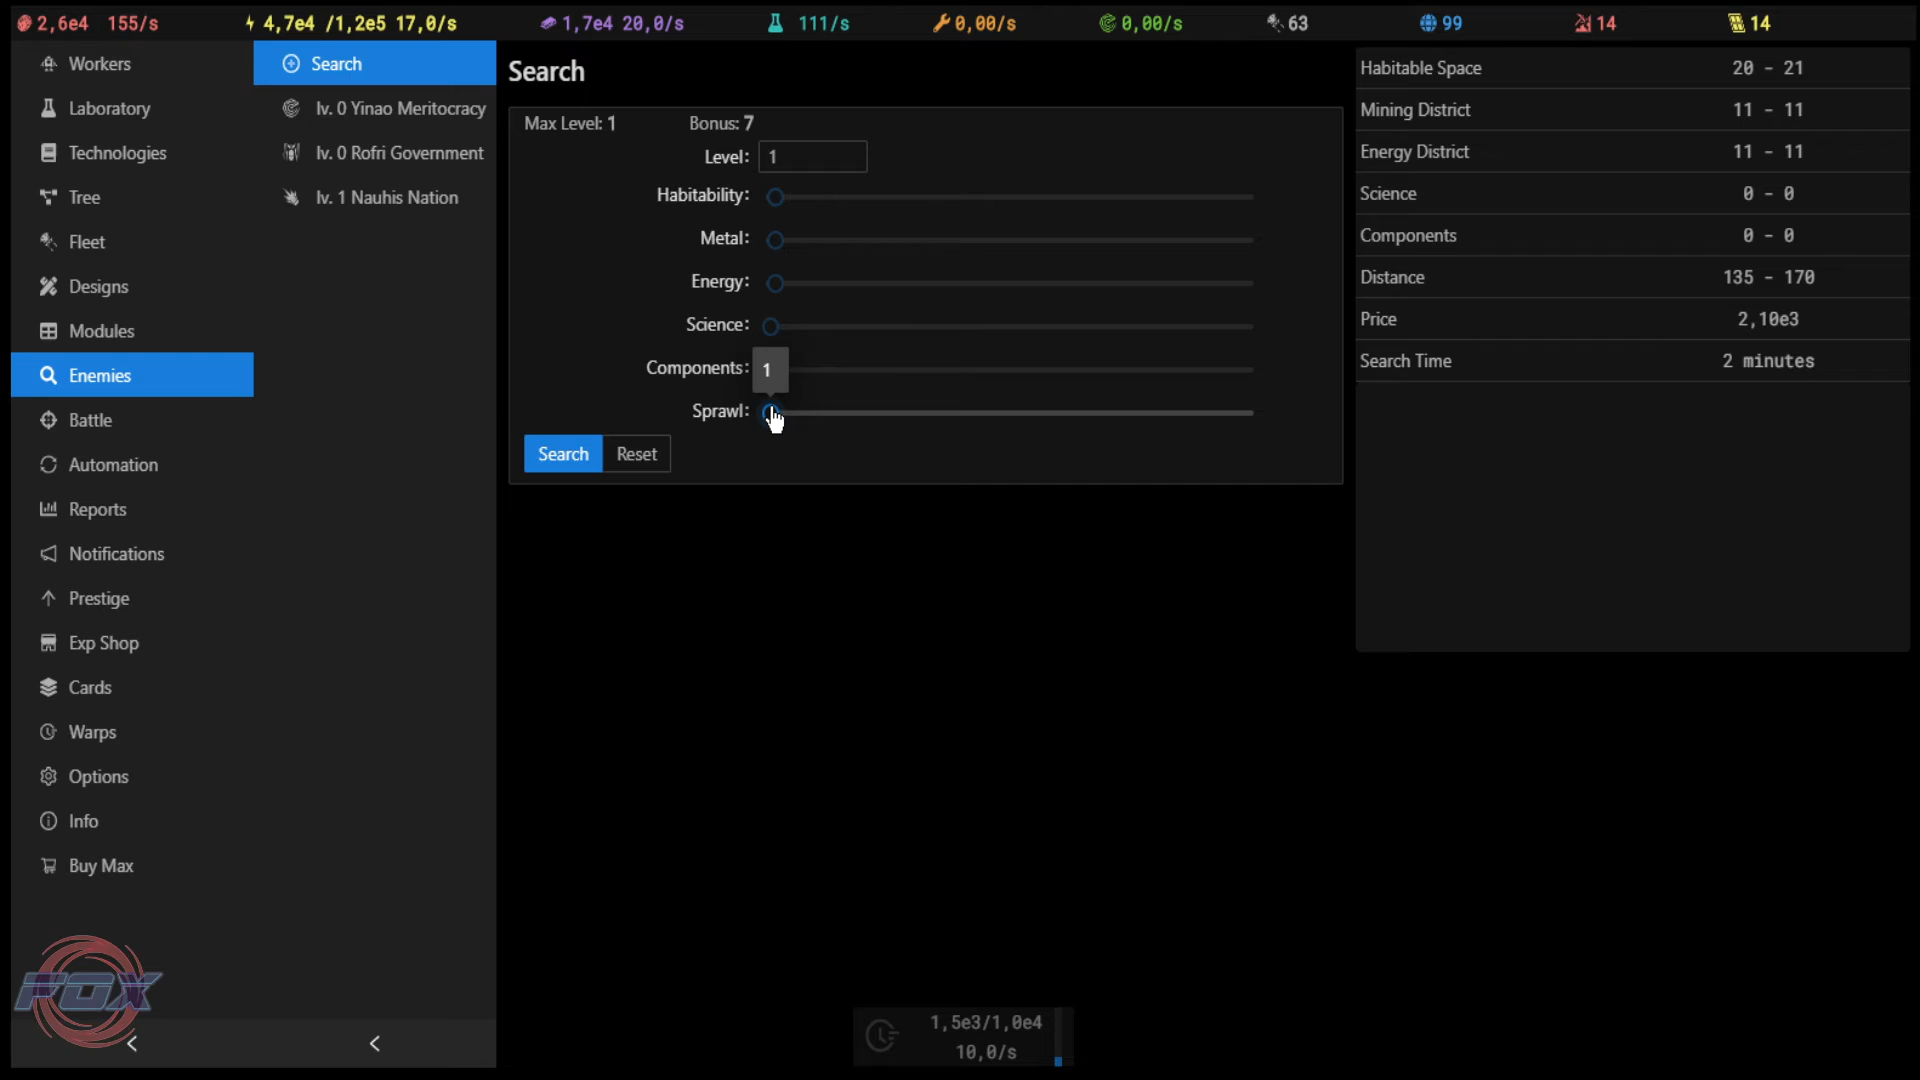 2,6e4 155/s 4,7e4 /1,2e5 17,0/s 1,7e4 20,0/s 111/s 0,00/s 0,00/s 63 99 14 14
Workers
Laboratory
Technologies
Tree
Fleet
Designs
Modules
Enemies
Battle
Automation
Reports
Notifications
Prestige
Exp Shop
Cards
Warps
Options
Info
Buy Max
FOX
Search
lv. 0 Yinao Meritocracy
lv. 0 Rofri Government
lv. 1 Nauhis Nation
Search
Max Level: 1 Bonus: 7
Level: 1
Habitability:
Metal:
Energy:
Science:
Components: 1
Sprawl:
Search Reset
Habitable Space 20 - 21
Mining District 11 - 11
Energy District 11 - 11
Science 0 - 0
Components 0 - 0
Distance 135 - 170
Price 2,10e3
Search Time 2 minutes
1,5e3/1,0e4
10,0/s